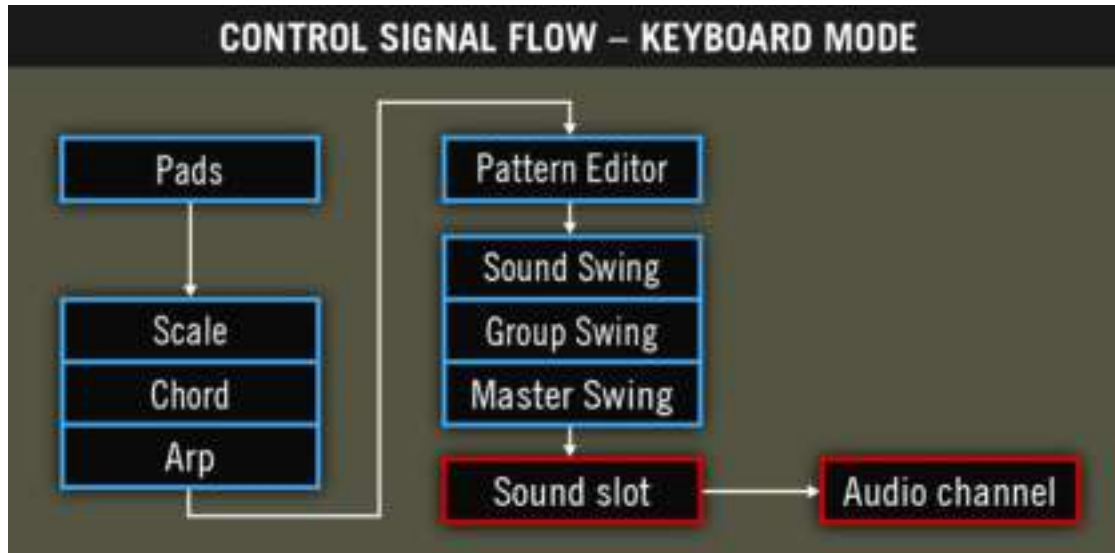 CONTROL SIGNAL FLOW – KEYBOARD MODE
Pads
Scale
Chord
Arp
Pattern Editor
Sound Swing
Group Swing
Master Swing
Sound slot
Audio channel